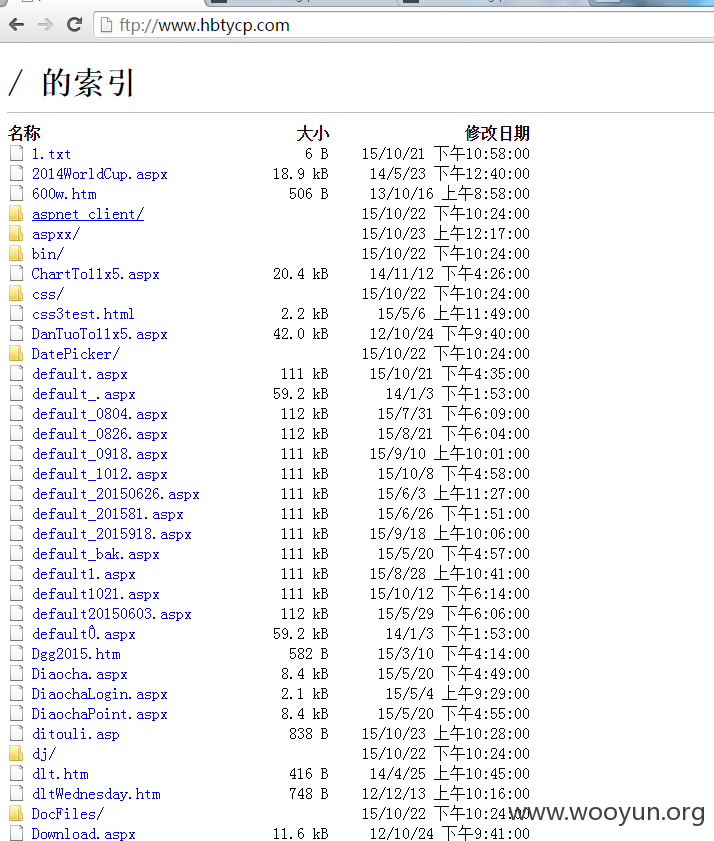 ftp://www.hbtycp.com
/ 的索引
名称 大小 修改日期
1.txt 6 B 15/10/21 下午10:58:00
2014WorldCup.aspx 18.9 kB 14/5/23 下午12:40:00
600w.htm 506 B 13/10/16 上午8:58:00
aspnet_client/ 15/10/22 下午10:24:00
aspxx/ 15/10/23 上午12:17:00
bin/ 15/10/22 下午10:24:00
ChartTo11x5.aspx 20.4 kB 14/11/12 下午4:26:00
css/ 15/10/22 下午10:24:00
css3test.html 2.2 kB 15/5/6 上午11:49:00
DanTuoTo11x5.aspx 42.0 kB 12/10/24 下午9:40:00
DatePicker/ 15/10/22 下午10:24:00
default.aspx 111 kB 15/10/21 下午4:35:00
default_.aspx 59.2 kB 14/1/3 下午1:53:00
default_0804.aspx 112 kB 15/7/31 下午6:09:00
default_0826.aspx 112 kB 15/8/21 下午6:04:00
default_0918.aspx 111 kB 15/9/10 上午10:01:00
default_1012.aspx 111 kB 15/10/8 下午4:58:00
default_20150626.aspx 111 kB 15/6/3 上午11:27:00
default_201581.aspx 111 kB 15/6/26 下午1:51:00
default_2015918.aspx 111 kB 15/9/18 上午10:06:00
default_bak.aspx 111 kB 15/5/20 下午4:57:00
default1.aspx 111 kB 15/8/28 上午10:41:00
default1021.aspx 111 kB 15/10/12 下午6:14:00
default20150603.aspx 112 kB 15/5/29 下午6:06:00
default0.aspx 59.2 kB 14/1/3 下午1:53:00
Dgg2015.htm 582 B 15/3/10 下午4:14:00
Diaocha.aspx 8.4 kB 15/5/20 下午4:49:00
DiaochaLogin.aspx 2.1 kB 15/5/4 上午9:29:00
DiaochaPoint.aspx 8.4 kB 15/5/20 下午4:55:00
ditouli.asp 838 B 15/10/23 上午10:28:00
dj/ 15/10/22 下午10:24:00
dlt.htm 416 B 14/4/25 上午10:45:00
dltWednesday.htm 748 B 12/12/13 上午10:16:00
DocFiles/ 15/10/22 下午10:24:00
www.wooyun.org
Download.aspx 11.6 kB 12/10/24 下午9:41:00